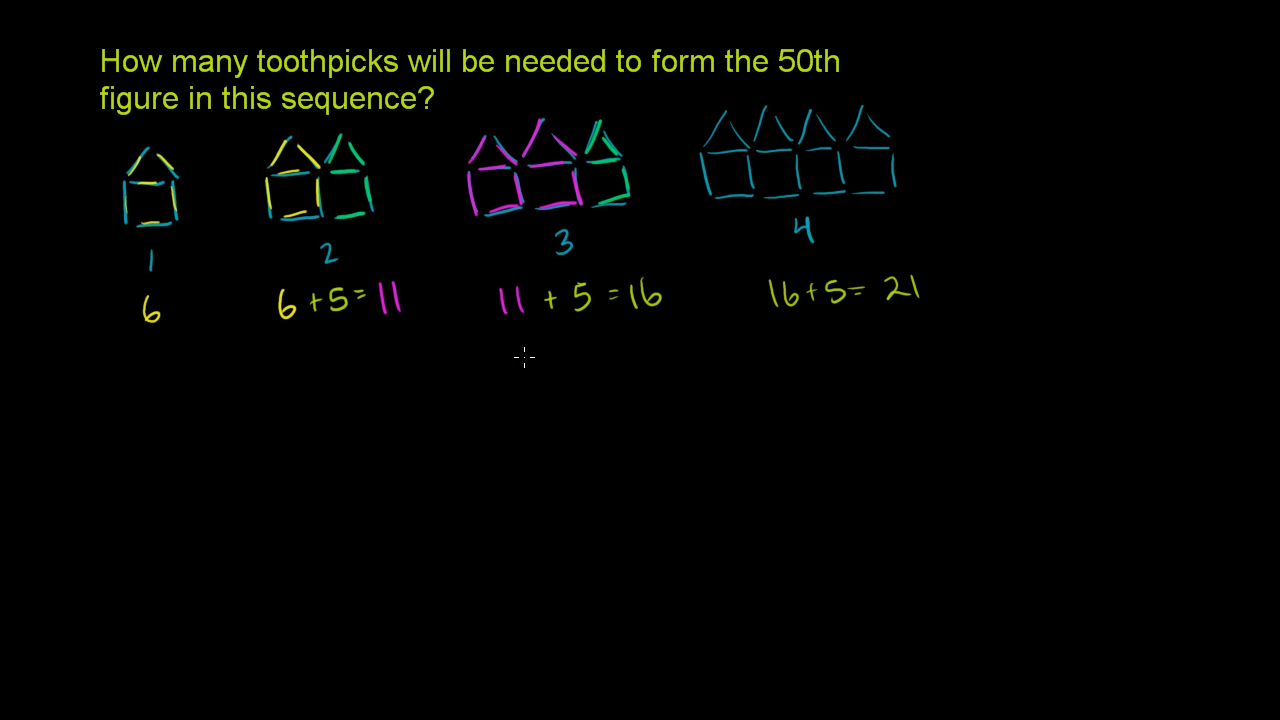 How many toothpicks will be needed to form the 50th
figure in this sequence?
1 2 3 4
6 6+5=11 11+5=16 16+5=21